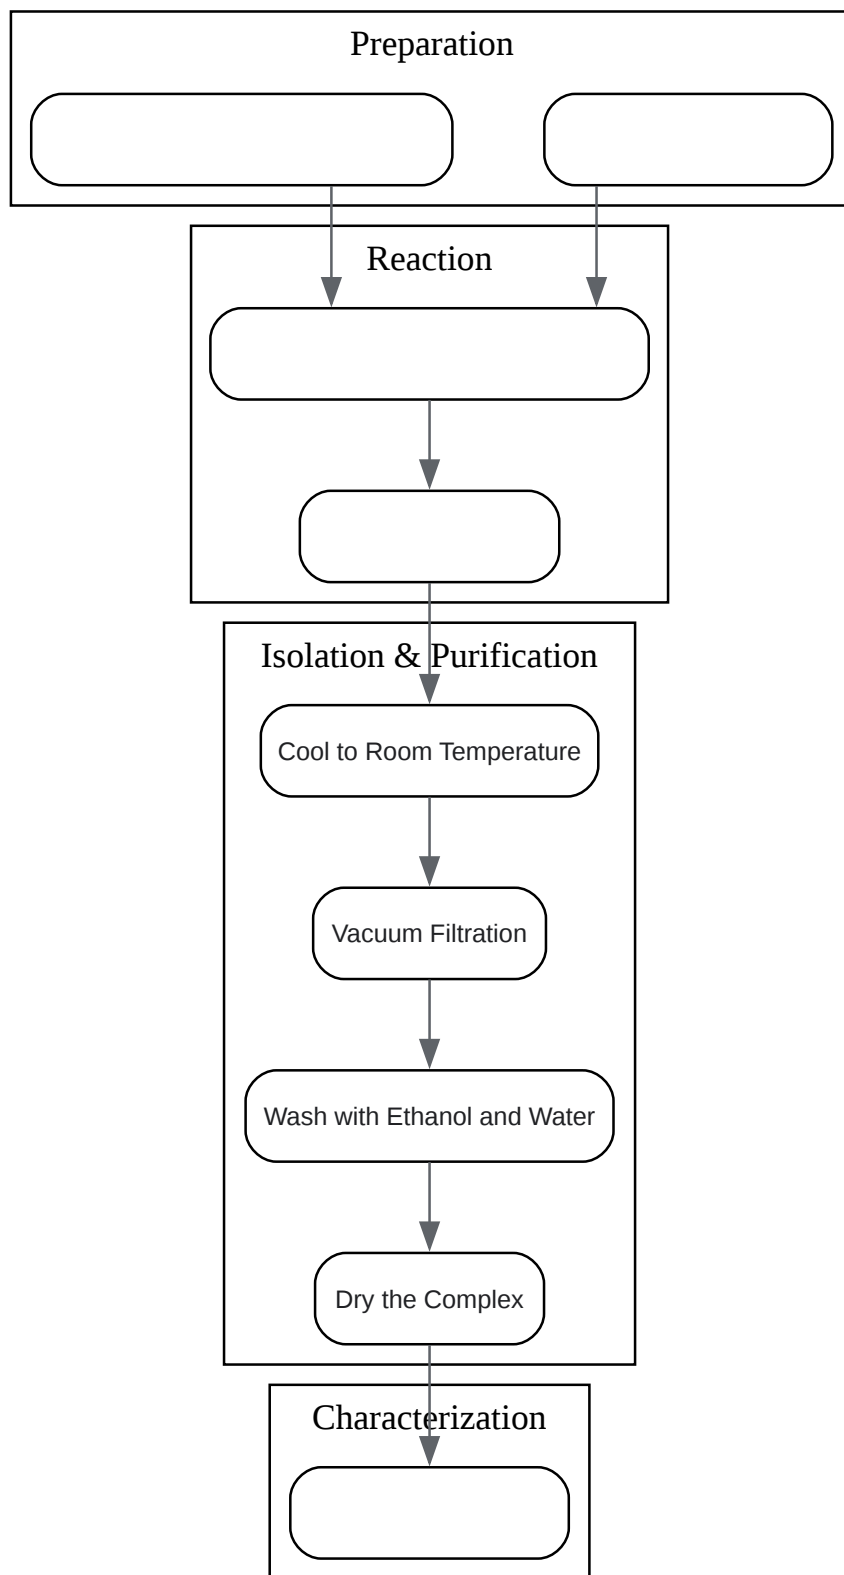 Preparation
Reaction
Isolation & Purification
Cool to Room Temperature
Vacuum Filtration
Wash with Ethanol and Water
Dry the Complex
Characterization